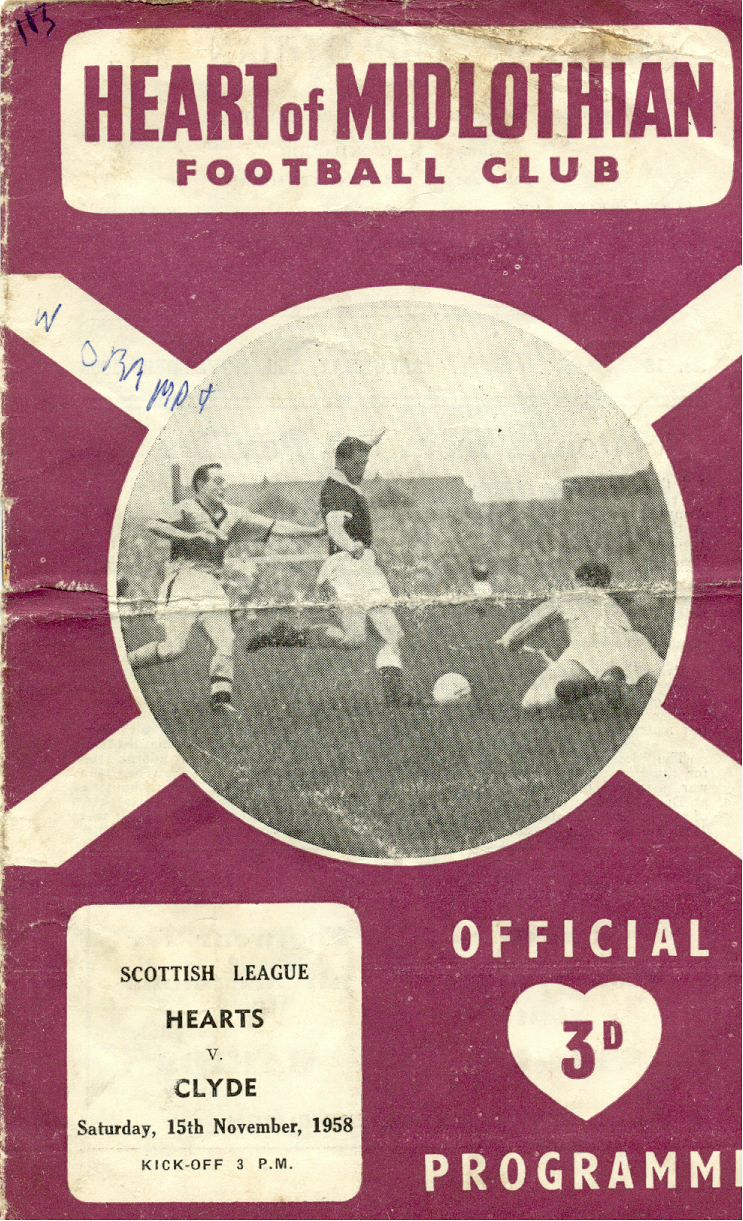 113
HEART of MIDLOTHIAN
FOOTBALL CLUB
W
SCOTTISH LEAGUE
HEARTS
V.
CLYDE
Saturday, 15th November, 1958
KICK-OFF 3 P.M.
OFFICIAL
3D
PROGRAMM